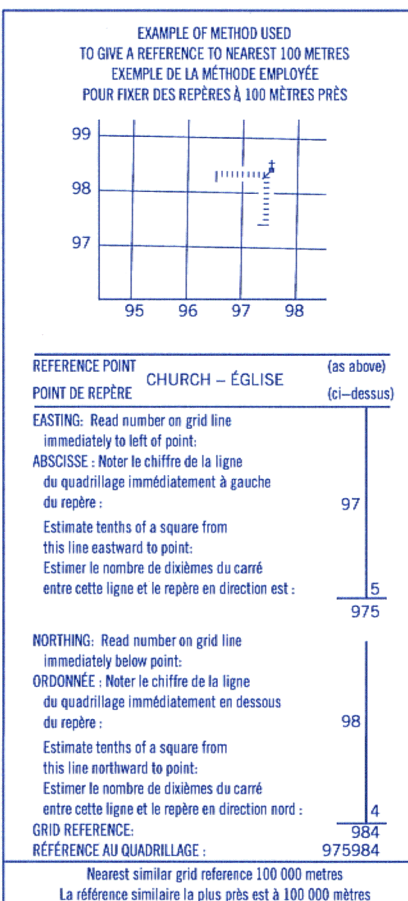 EXAMPLE OF METHOD USED
TO GIVE A REFERENCE TO NEAREST 100 METRES
EXEMPLE DE LA MÉTHODE EMPLOYÉE
POUR FIXER DES REPÈRES À 100 MÈTRES PRÈS
99
98
97
95 96 97 98
REFERENCE POINT
CHURCH – ÉGLISE
(as above)
POINT DE REPÈRE
(ci–dessus)
EASTING: Read number on grid line
immediately to left of point:
ABSCISSE : Noter le chiffre de la ligne
du quadrillage immédiatement à gauche
du repère : 97
Estimate tenths of a square from
this line eastward to point:
Estimer le nombre de dixièmes du carré
entre cette ligne et le repère en direction est : 5
975
NORTHING: Read number on grid line
immediately below point:
ORDONNÉE : Noter le chiffre de la ligne
du quadrillage immédiatement en dessous
du repère : 98
Estimate tenths of a square from
this line northward to point:
Estimer le nombre de dixièmes du carré
entre cette ligne et le repère en direction nord : 4
GRID REFERENCE: 984
RÉFÉRENCE AU QUADRILLAGE : 975984
Nearest similar grid reference 100 000 metres
La référence similaire la plus près est à 100 000 mètres